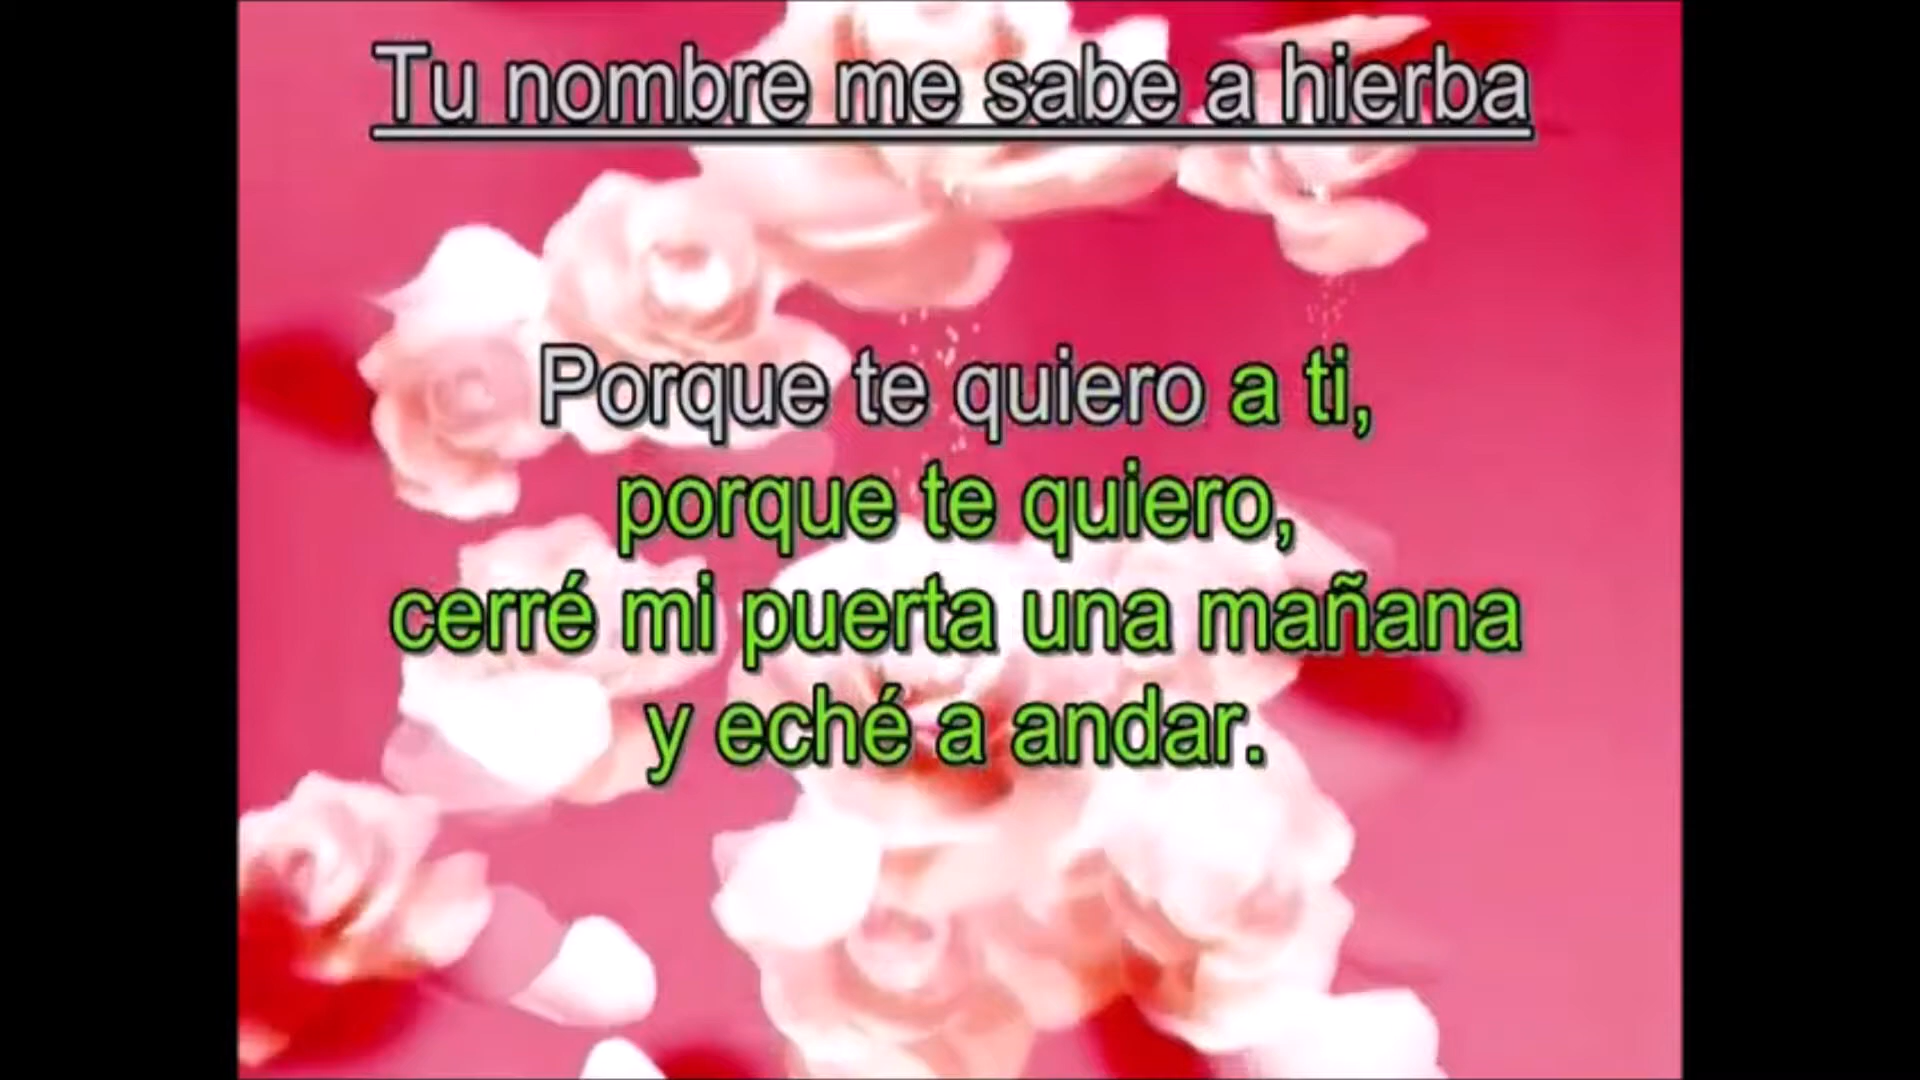 Tu nombre me sabe a hierba
Porque te quiero a ti,
porque te quiero,
cerré mi puerta una mañana
y eché a andar.